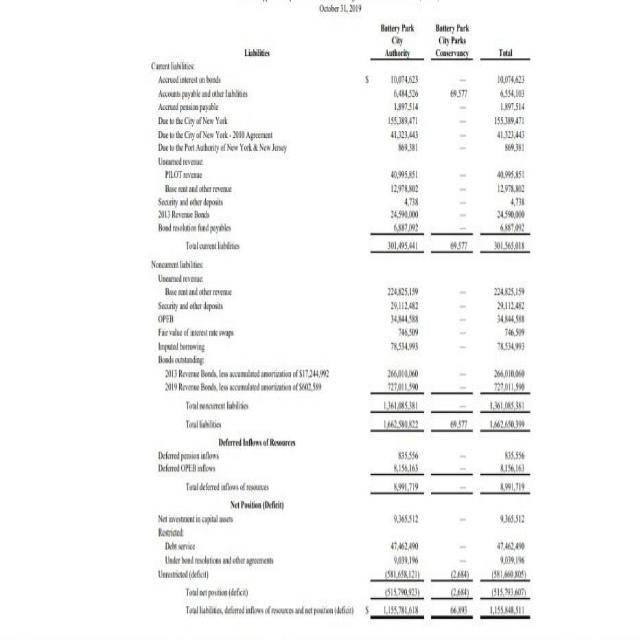 October 31, 2019
Battery Park Battery Park
City City Parks
Liabilities Authority Conservancy Total
Current liabilities:
Accrued interest on bonds $ 10,074,623 — 10,074,623
Accounts payable and other liabilities 6,484,526 69,577 6,554,103
Accrued pension payable 1,897,514 — 1,897,514
Due to the City of New York 155,389,471 — 155,389,471
Due to the City of New York - 2010 Agreement 41,323,443 — 41,323,443
Due to the Port Authority of New York & New Jersey 869,381 — 869,381
Unearned revenue:
PILOT revenue 40,995,851 — 40,995,851
Base rent and other revenue 12,978,802 — 12,978,802
Security and other deposits 4,738 — 4,738
2013 Revenue Bonds 24,590,000 — 24,590,000
Bond resolution fund payables 6,887,092 — 6,887,092
Total current liabilities 301,495,441 69,577 301,565,018
Noncurrent liabilities:
Unearned revenue:
Base rent and other revenue 224,825,159 — 224,825,159
Security and other deposits 29,112,482 — 29,112,482
OPEB 34,844,588 — 34,844,588
Fair value of interest rate swaps 746,509 — 746,509
Imputed borrowing 78,534,993 — 78,534,993
Bonds outstanding:
2013 Revenue Bonds, less accumulated amortization of $17,244,992 266,010,060 — 266,010,060
2019 Revenue Bonds, less accumulated amortization of $602,589 727,011,590 — 727,011,590
Total noncurrent liabilities 1,361,085,381 — 1,361,085,381
Total liabilities 1,662,580,822 69,577 1,662,650,399
Deferred Inflows of Resources
Deferred pension inflows 835,556 — 835,556
Deferred OPEB inflows 8,156,163 — 8,156,163
Total deferred inflows of resources 8,991,719 — 8,991,719
Net Position (Deficit)
Net investment in capital assets 9,365,512 — 9,365,512
Restricted:
Debt service 47,462,490 — 47,462,490
Under bond resolutions and other agreements 9,039,196 — 9,039,196
Unrestricted (deficit) (581,658,121) (2,684) (581,660,805)
Total net position (deficit) (515,790,923) (2,684) (515,793,607)
Total liabilities, deferred inflows of resources and net position (deficit) $ 1,155,781,618 66,893 1,155,848,511